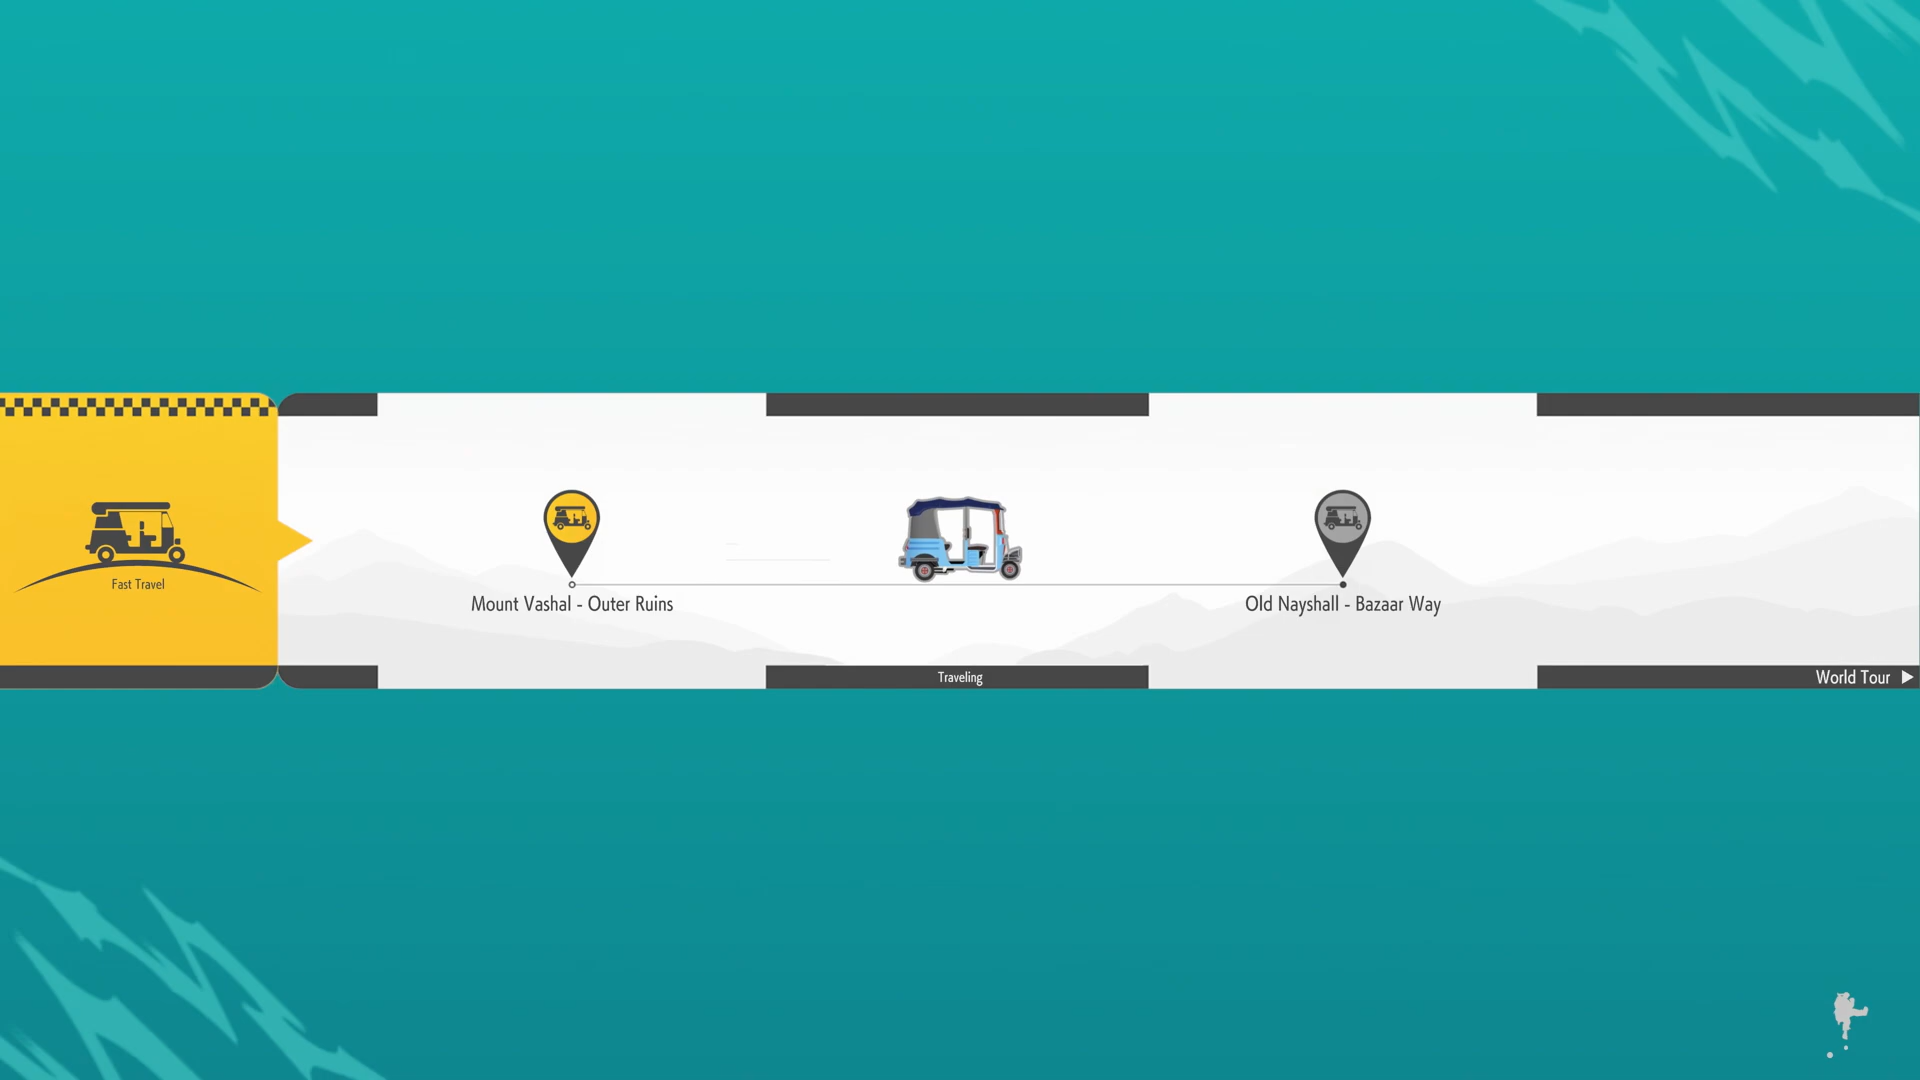 Fast Travel
Mount Vashal - Outer Ruins
Old Nayshall - Bazaar Way
Traveling
World Tour